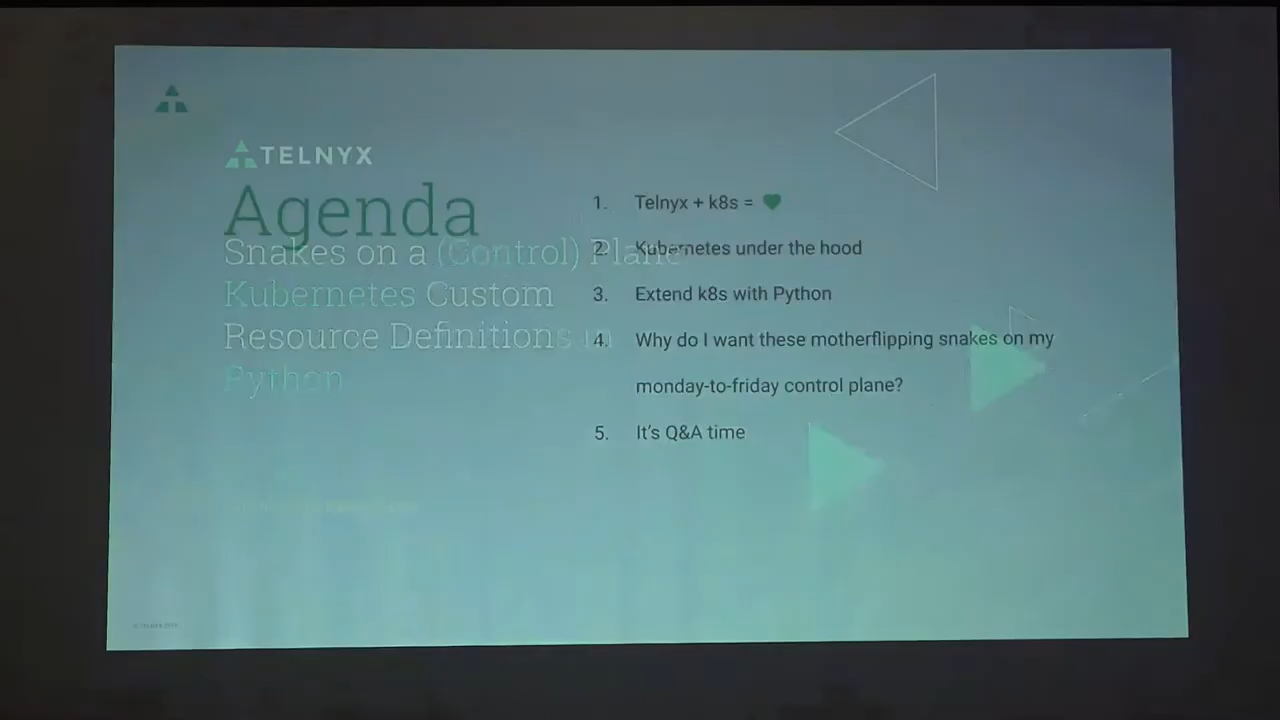 TELNYX
Agenda
Snakes on a (Control) Plane
Kubernetes Custom
Resource Definitions in
Python
1. Telnyx + k8s = 💚
2. Kubernetes under the hood
3. Extend k8s with Python
4. Why do I want these motherflipping snakes on my
monday-to-friday control plane?
5. It's Q&A time